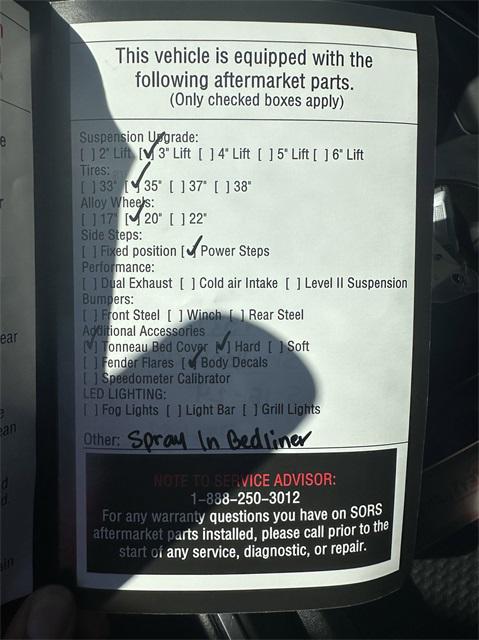 This vehicle is equipped with the
following aftermarket parts.
(Only checked boxes apply)
Suspension Upgrade:
[ ] 2" Lift [✓] 3" Lift [ ] 4" Lift [ ] 5" Lift [ ] 6" Lift
Tires:
[ ] 33" [✓] 35" [ ] 37" [ ] 38"
Alloy Wheels:
[ ] 17" [✓] 20" [ ] 22"
Side Steps:
[ ] Fixed position [✓] Power Steps
Performance:
[ ] Dual Exhaust [ ] Cold air Intake [ ] Level II Suspension
Bumpers:
[ ] Front Steel [ ] Winch [ ] Rear Steel
Additional Accessories
[✓] Tonneau Bed Cover [✓] Hard [ ] Soft
[ ] Fender Flares [✓] Body Decals
[ ] Speedometer Calibrator
LED LIGHTING:
[ ] Fog Lights [ ] Light Bar [ ] Grill Lights
Other: Spray In Bedliner
NOTE TO SERVICE ADVISOR:
1-888-250-3012
For any warranty questions you have on SORS
aftermarket parts installed, please call prior to the
start of any service, diagnostic, or repair.